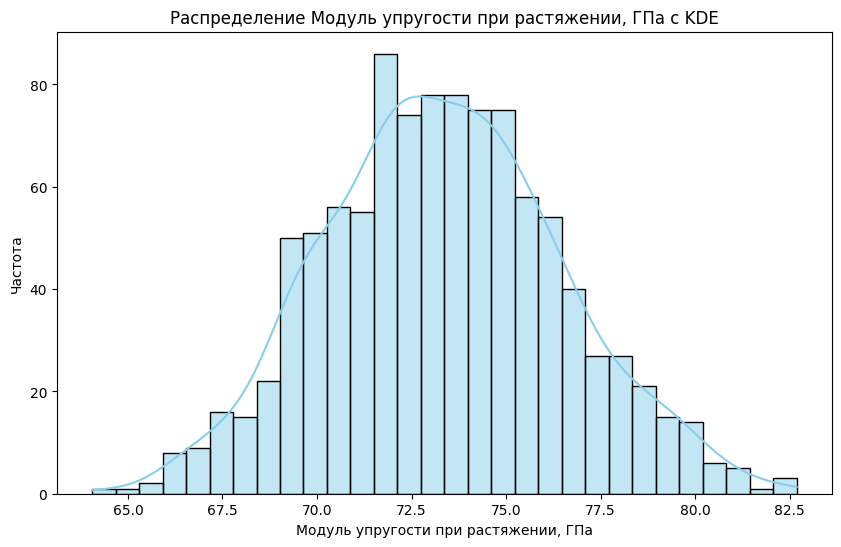 Распределение Модуль упругости при растяжении, ГПа с KDE
Частота
80
60
40
20
0
65.0 67.5 70.0 72.5 75.0 77.5 80.0 82.5
Модуль упругости при растяжении, ГПа